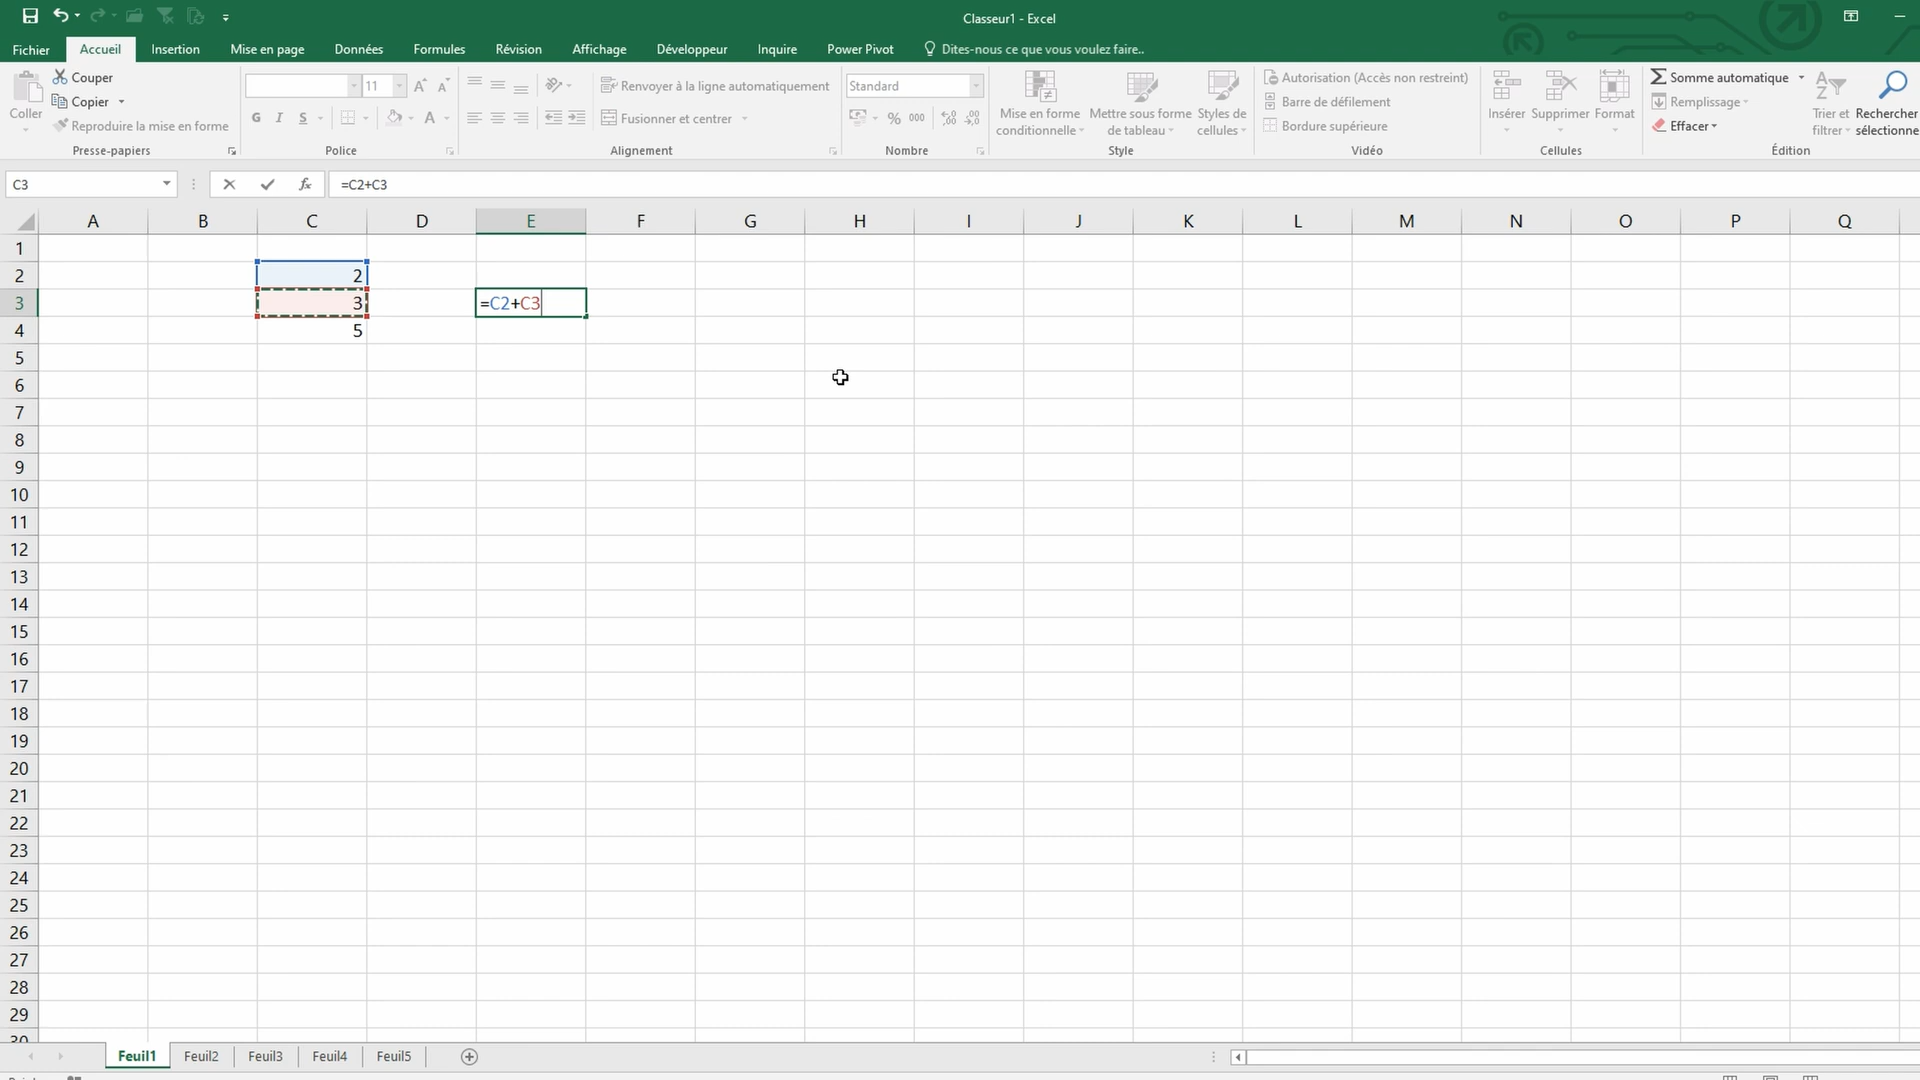 Classeur1 - Excel
Fichier Accueil Insertion Mise en page Données Formules Révision Affichage Développeur Inquire Power Pivot Dites-nous ce que vous voulez faire..
Coller
Couper
Copier
Reproduire la mise en forme
Presse-papiers
11
G I S
Police
Renvoyer à la ligne automatiquement
Fusionner et centrer
Alignement
Standard
% 000
Nombre
Mise en forme
conditionnelle
Mettre sous forme
de tableau
Styles de
cellules
Style
Autorisation (Accès non restreint)
Barre de défilement
Bordure supérieure
Vidéo
Insérer
Supprimer
Format
Cellules
Somme automatique
Remplissage
Effacer
Trier et
filtrer
Rechercher
sélectionne
Édition
C3 fx =C2+C3
A B C D E F G H I J K L M N O P Q
1
2 2
3 3 =C2+C3
4 5
5
6
7
8
9
10
11
12
13
14
15
16
17
18
19
20
21
22
23
24
25
26
27
28
29
30
Feuil1 Feuil2 Feuil3 Feuil4 Feuil5